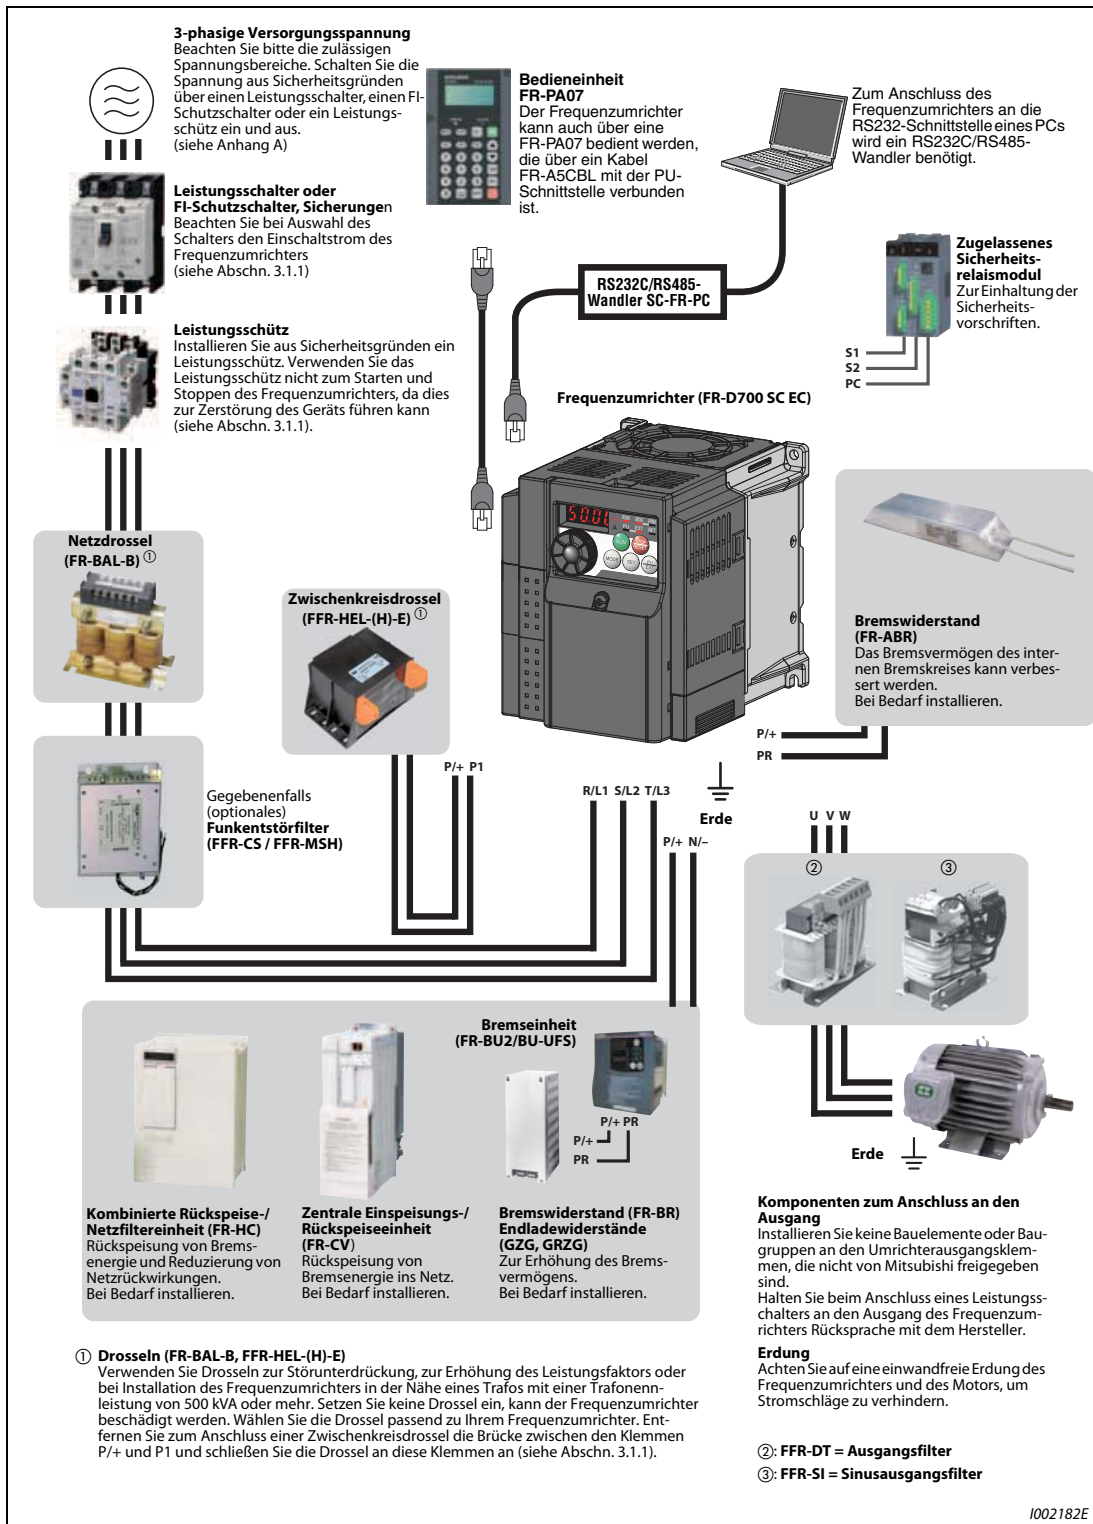 3-phasige Versorgungsspannung
Beachten Sie bitte die zulässigen
Spannungsbereiche. Schalten Sie die
Spannung aus Sicherheitsgründen
über einen Leistungsschalter, einen FI-
Schutzschalter oder ein Leistungs-
schütz ein und aus.
(siehe Anhang A)
Bedieneinheit
FR-PA07
Der Frequenzumrichter
kann auch über eine
FR-PA07 bedient werden,
die über ein Kabel
FR-A5CBL mit der PU-
Schnittstelle verbunden
ist.
Zum Anschluss des
Frequenzumrichters an die
RS232-Schnittstelle eines PCs
wird ein RS232C/RS485-
Wandler benötigt.
Leistungsschalter oder
FI-Schutzschalter, Sicherungen
Beachten Sie bei Auswahl des
Schalters den Einschaltstrom des
Frequenzumrichters
(siehe Abschn. 3.1.1)
RS232C/RS485-
Wandler SC-FR-PC
Zugelassenes
Sicherheits-
relaismodul
Zur Einhaltung der
Sicherheits-
vorschriften.
S1
S2
PC
Leistungsschütz
Installieren Sie aus Sicherheitsgründen ein
Leistungsschütz. Verwenden Sie das
Leistungsschütz nicht zum Starten und
Stoppen des Frequenzumrichters, da dies
zur Zerstörung des Geräts führen kann
(siehe Abschn. 3.1.1).
Frequenzumrichter (FR-D700 SC EC)
RUN
MODE
SET
Netzdrossel
(FR-BAL-B) ①
Zwischenkreisdrossel
(FFR-HEL-(H)-E) ①
Bremswiderstand
(FR-ABR)
Das Bremsvermögen des inter-
nen Bremskreises kann verbes-
sert werden.
Bei Bedarf installieren.
P/+
PR
P/+ P1
R/L1 S/L2 T/L3
Erde
P/+ N/–
U V W
Gegebenenfalls
(optionales)
Funkentstörfilter
(FFR-CS / FFR-MSH)
②
③
Bremseinheit
(FR-BU2/BU-UFS)
P/+ PR
P/+
PR
Erde
Kombinierte Rückspeise-/
Netzfiltereinheit (FR-HC)
Rückspeisung von Brems-
energie und Reduzierung von
Netzrückwirkungen.
Bei Bedarf installieren.
Zentrale Einspeisungs-/
Rückspeiseeinheit
(FR-CV)
Rückspeisung von
Bremsenergie ins Netz.
Bei Bedarf installieren.
Bremswiderstand (FR-BR)
Endladewiderstände
(GZG, GRZG)
Zur Erhöhung des Brems-
vermögens.
Bei Bedarf installieren.
Komponenten zum Anschluss an den
Ausgang
Installieren Sie keine Bauelemente oder Bau-
gruppen an den Umrichterausgangsklem-
men, die nicht von Mitsubishi freigegeben
sind.
Halten Sie beim Anschluss eines Leistungss-
chalters an den Ausgang des Frequenzum-
richters Rücksprache mit dem Hersteller.
Erdung
Achten Sie auf eine einwandfreie Erdung des
Frequenzumrichters und des Motors, um
Stromschläge zu verhindern.
① Drosseln (FR-BAL-B, FFR-HEL-(H)-E)
Verwenden Sie Drosseln zur Störunterdrückung, zur Erhöhung des Leistungsfaktors oder
bei Installation des Frequenzumrichters in der Nähe eines Trafos mit einer Trafonenn-
leistung von 500 kVA oder mehr. Setzen Sie keine Drossel ein, kann der Frequenzumrichter
beschädigt werden. Wählen Sie die Drossel passend zu Ihrem Frequenzumrichter. Ent-
fernen Sie zum Anschluss einer Zwischenkreisdrossel die Brücke zwischen den Klemmen
P/+ und P1 und schließen Sie die Drossel an diese Klemmen an (siehe Abschn. 3.1.1).
②: FFR-DT = Ausgangsfilter
③: FFR-SI = Sinusausgangsfilter
I002182E